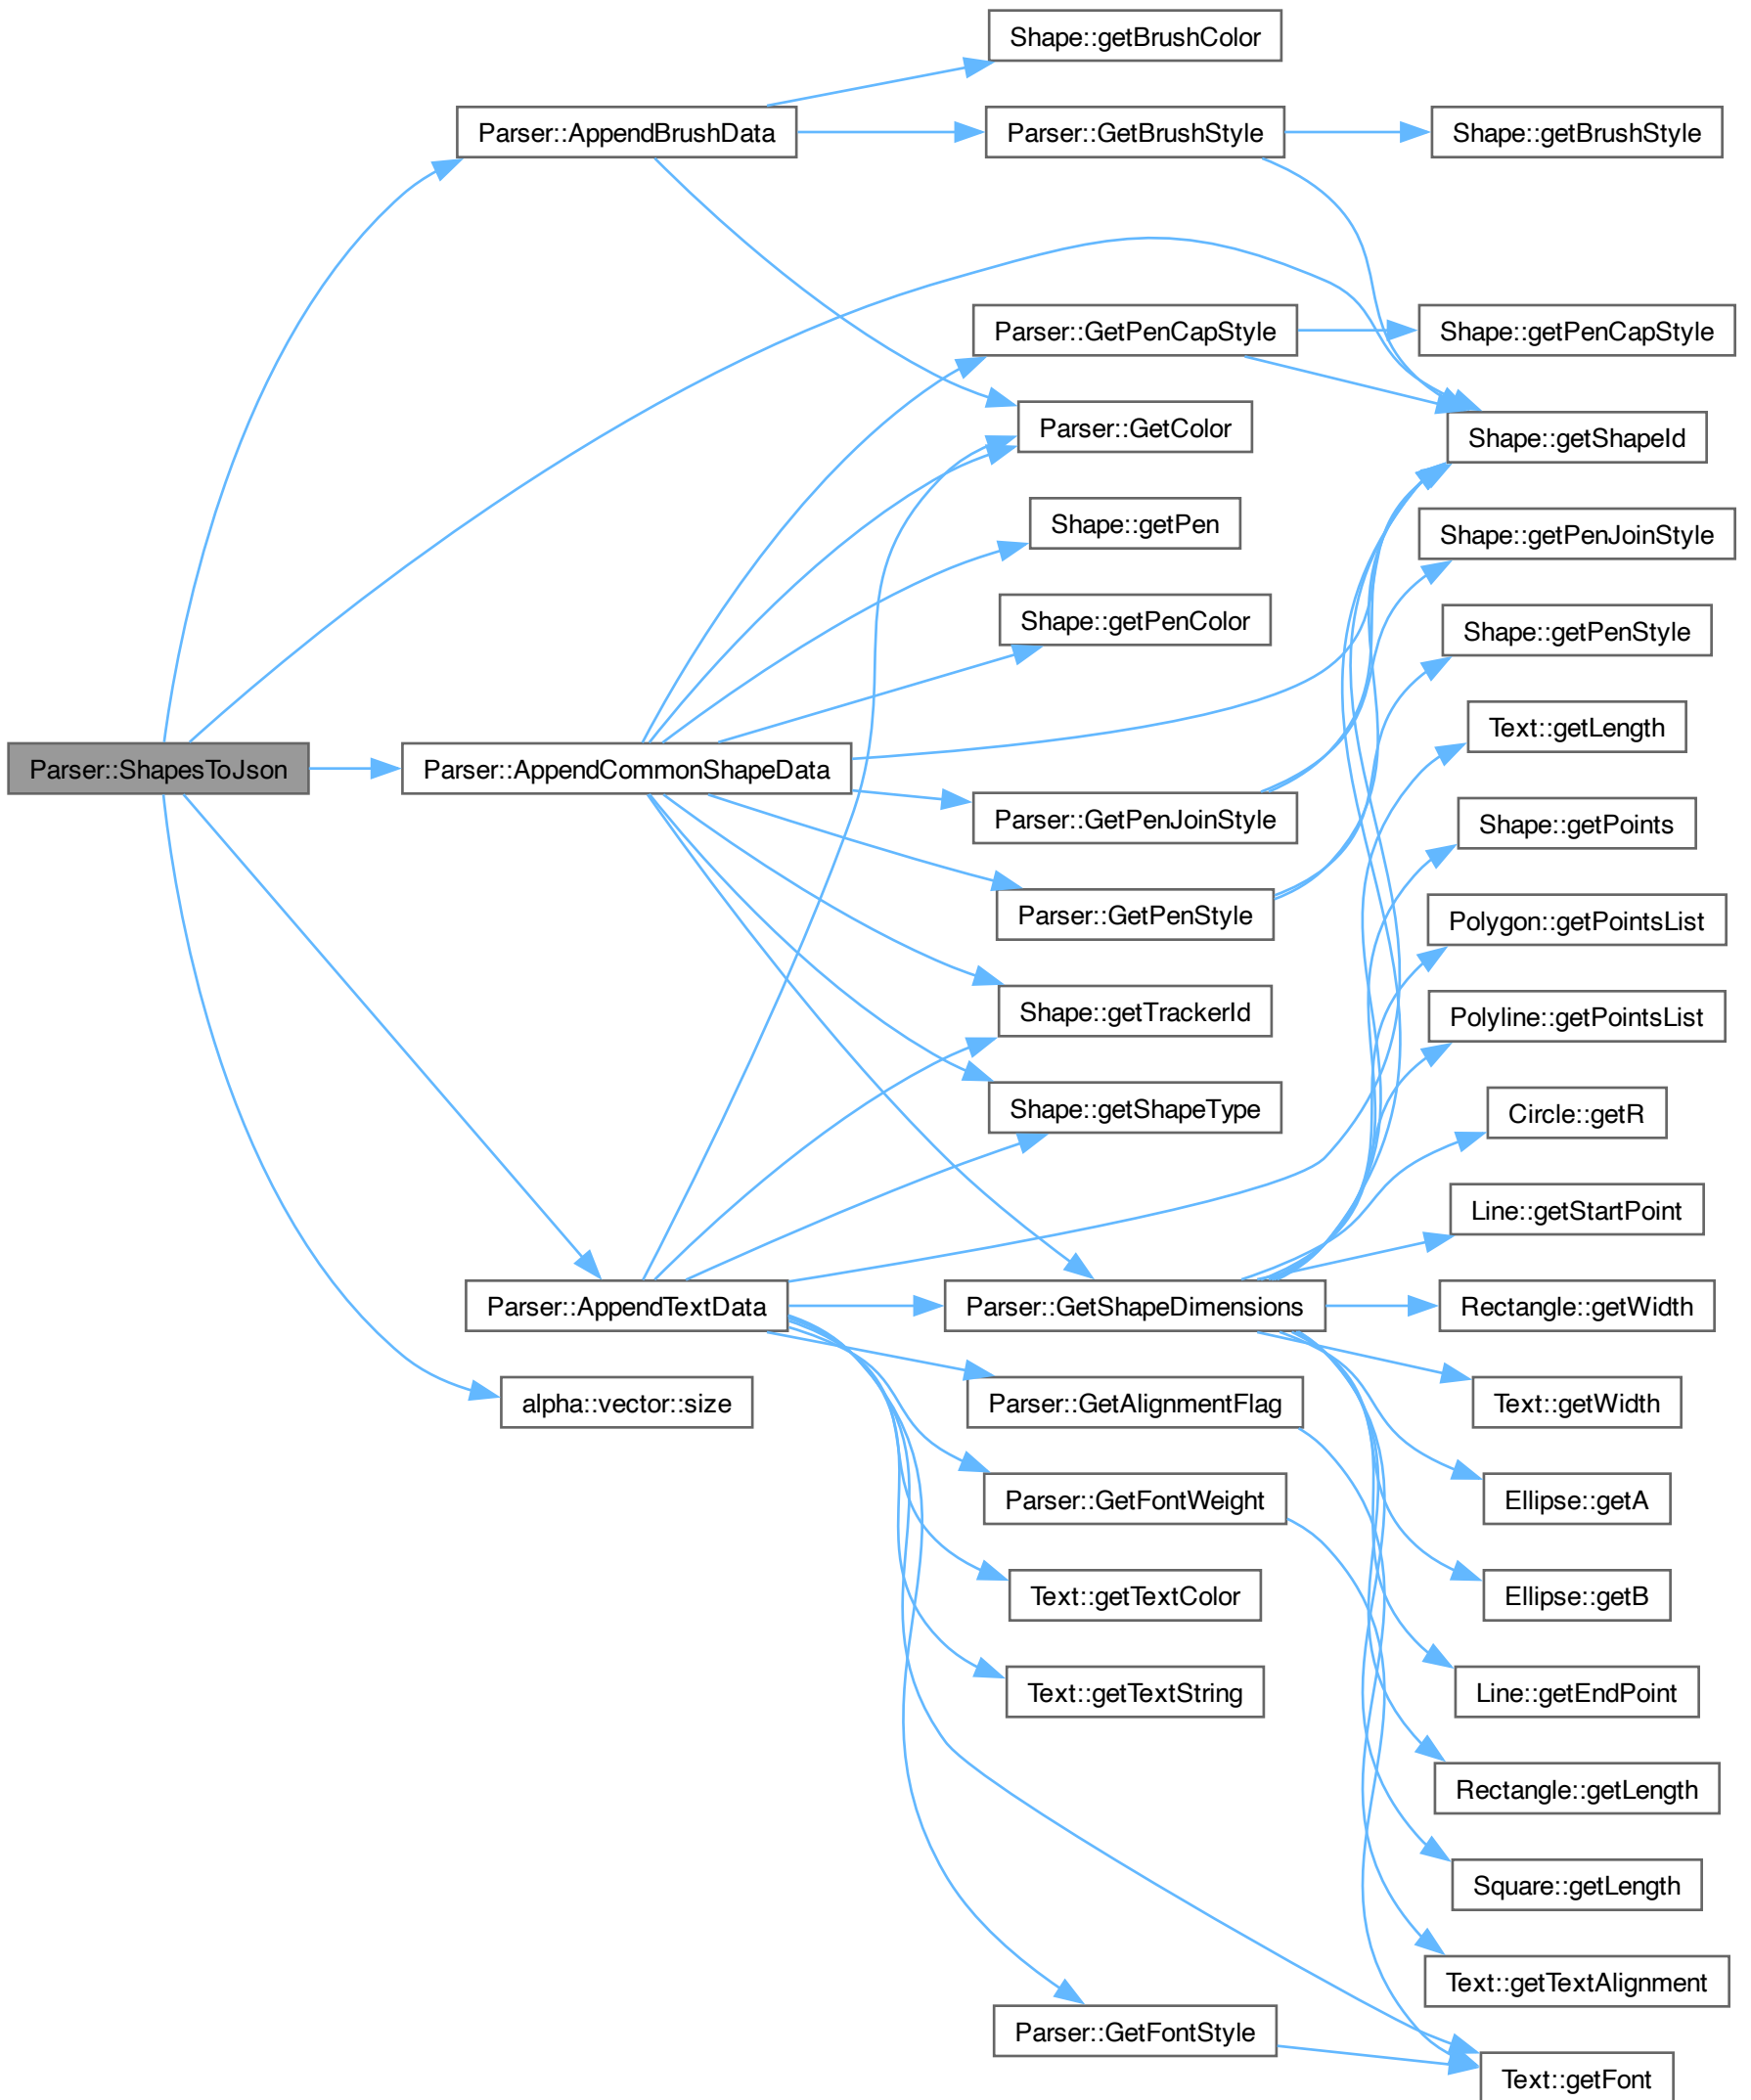 Shape::getBrushColor
Parser::AppendBrushData
Parser::GetBrushStyle
Shape::getBrushStyle
Parser::GetPenCapStyle
Shape::getPenCapStyle
Parser::GetColor
Shape::getShapeId
Shape::getPen
Shape::getPenJoinStyle
Shape::getPenColor
Shape::getPenStyle
Text::getLength
Parser::ShapesToJson
Parser::AppendCommonShapeData
Parser::GetPenJoinStyle
Shape::getPoints
Parser::GetPenStyle
Polygon::getPointsList
Shape::getTrackerId
Polyline::getPointsList
Shape::getShapeType
Circle::getR
Line::getStartPoint
Parser::AppendTextData
Parser::GetShapeDimensions
Rectangle::getWidth
alpha::vector::size
Parser::GetAlignmentFlag
Text::getWidth
Parser::GetFontWeight
Ellipse::getA
Text::getTextColor
Ellipse::getB
Text::getTextString
Line::getEndPoint
Rectangle::getLength
Square::getLength
Text::getTextAlignment
Parser::GetFontStyle
Text::getFont